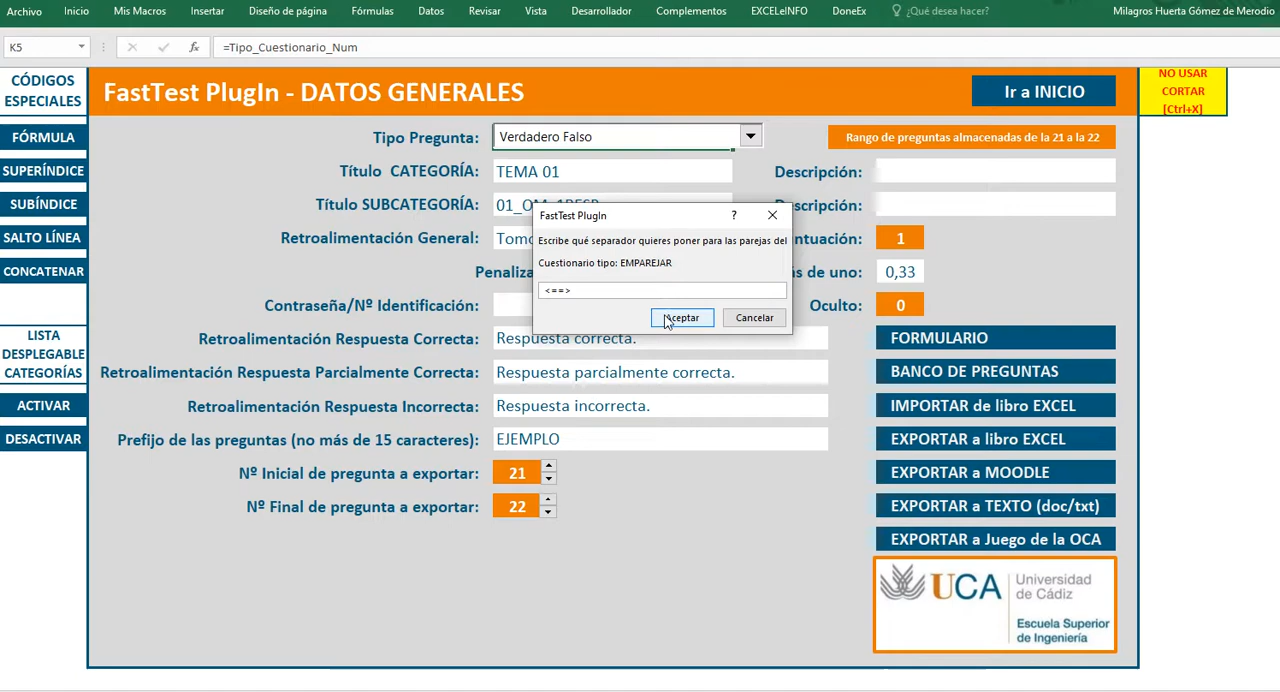 Archivo Inicio Mis Macros Insertar Diseño de página Fórmulas Datos Revisar Vista Desarrollador Complementos EXCELeINFO DoneEx ¿Qué desea hacer? Milagros Huerta Gómez de Merodio
K5 fx =Tipo_Cuestionario_Num
CÓDIGOS
ESPECIALES
FÓRMULA
SUPERÍNDICE
SUBÍNDICE
SALTO LÍNEA
CONCATENAR
LISTA
DESPLEGABLE
CATEGORÍAS
ACTIVAR
DESACTIVAR
FastTest PlugIn - DATOS GENERALES
Ir a INICIO
NO USAR
CORTAR
[Ctrl+X]
Tipo Pregunta: Verdadero Falso
Rango de preguntas almacenadas de la 21 a la 22
Título CATEGORÍA: TEMA 01 Descripción:
Título SUBCATEGORÍA:
Retroalimentación General: 1
más de uno: 0,33
Contraseña/Nº Identificación: Oculto: 0
FastTest PlugIn ?
Escribe qué separador quieres poner para las parejas del
Cuestionario tipo: EMPAREJAR
<==>
Aceptar Cancelar
Retroalimentación Respuesta Correcta: Respuesta correcta.
Retroalimentación Respuesta Parcialmente Correcta: Respuesta parcialmente correcta.
Retroalimentación Respuesta Incorrecta: Respuesta incorrecta.
Prefijo de las preguntas (no más de 15 caracteres): EJEMPLO
Nº Inicial de pregunta a exportar: 21
Nº Final de pregunta a exportar: 22
FORMULARIO
BANCO DE PREGUNTAS
IMPORTAR de libro EXCEL
EXPORTAR a libro EXCEL
EXPORTAR a MOODLE
EXPORTAR a TEXTO (doc/txt)
EXPORTAR a Juego de la OCA
UCA
Universidad
de Cádiz
Escuela Superior
de Ingeniería